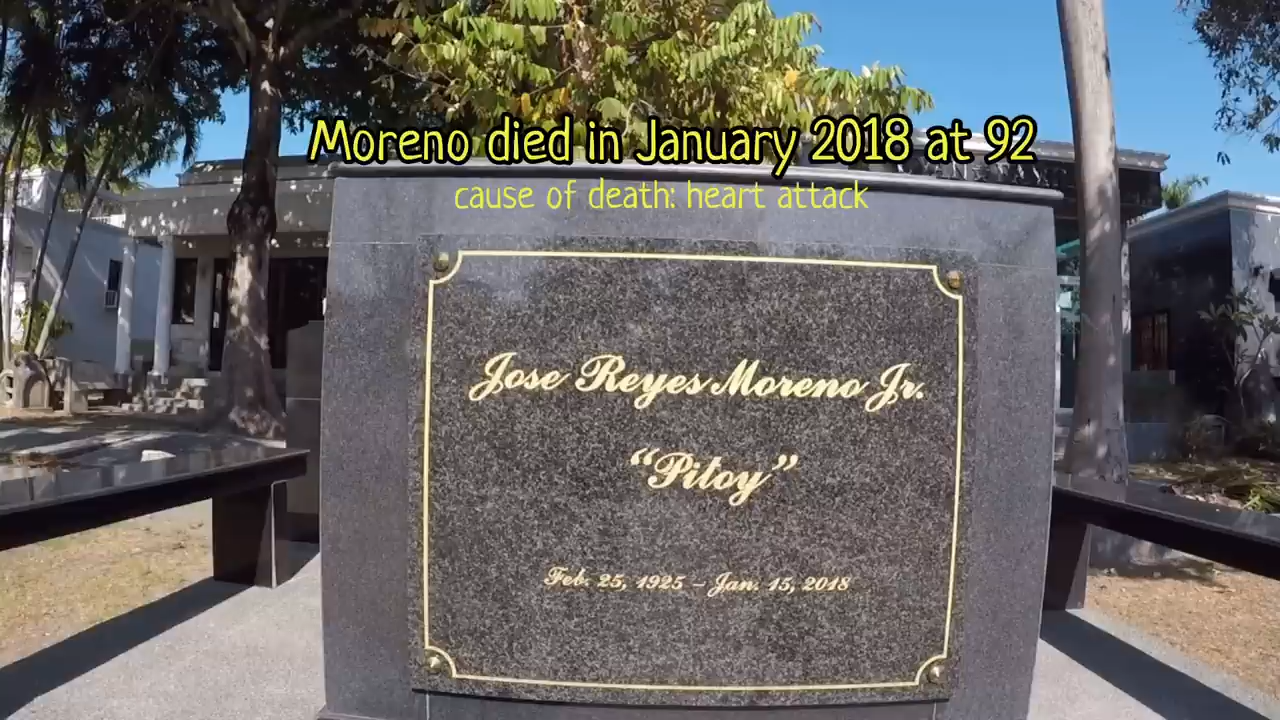 Moreno died in January 2018 at 92
cause of death: heart attack
Jose Reyes Moreno Jr.
“Pitoy”
Feb. 25, 1925 – Jan. 15, 2018